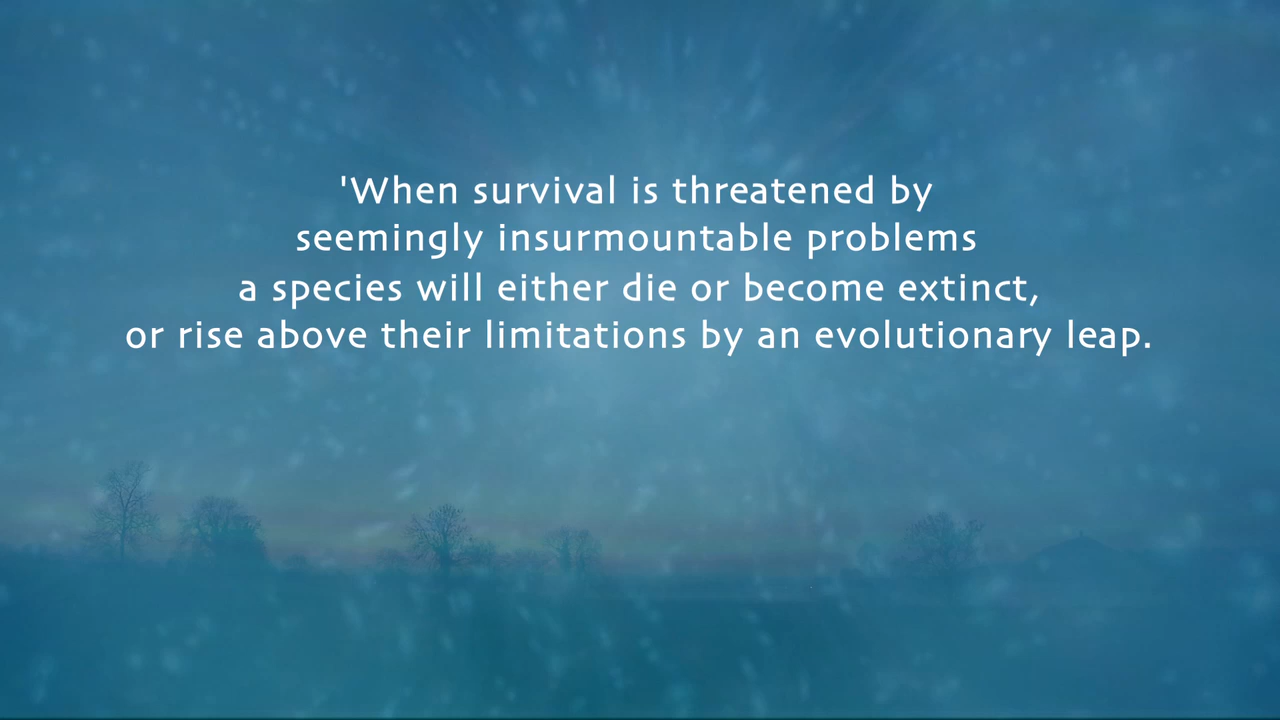 'When survival is threatened by
seemingly insurmountable problems
a species will either die or become extinct,
or rise above their limitations by an evolutionary leap.